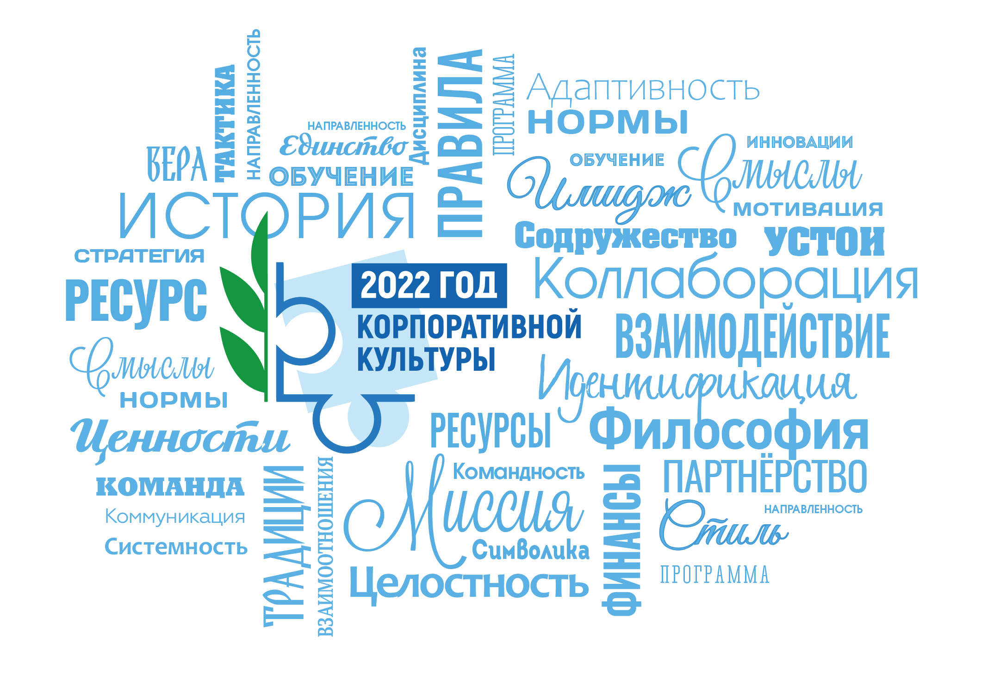 ВЕРА
ТАКТИКА
НАПРАВЛЕННОСТЬ
НАПРАВЛЕННОСТЬ
Единство
ОБУЧЕНИЕ
Дисциплина
ПРАВИЛА
ПРОГРАММА
Адаптивность
НОРМЫ
ИННОВАЦИИ
ОБУЧЕНИЕ
Имидж
Смыслы
МОТИВАЦИЯ
ИСТОРИЯ
Содружество
УСТОИ
СТРАТЕГИЯ
Коллаборация
РЕСУРС
2022 ГОД
КОРПОРАТИВНОЙ
КУЛЬТУРЫ
ВЗАИМОДЕЙСТВИЕ
Смыслы
НОРМЫ
Идентификация
Ценности
РЕСУРСЫ
Философия
КОМАНДА
Коммуникация
Системность
ТРАДИЦИИ
ВЗАИМООТНОШЕНИЯ
Командность
Миссия
Символика
Целостность
ФИНАНСЫ
ПАРТНЁРСТВО
НАПРАВЛЕННОСТЬ
Стиль
ПРОГРАММА